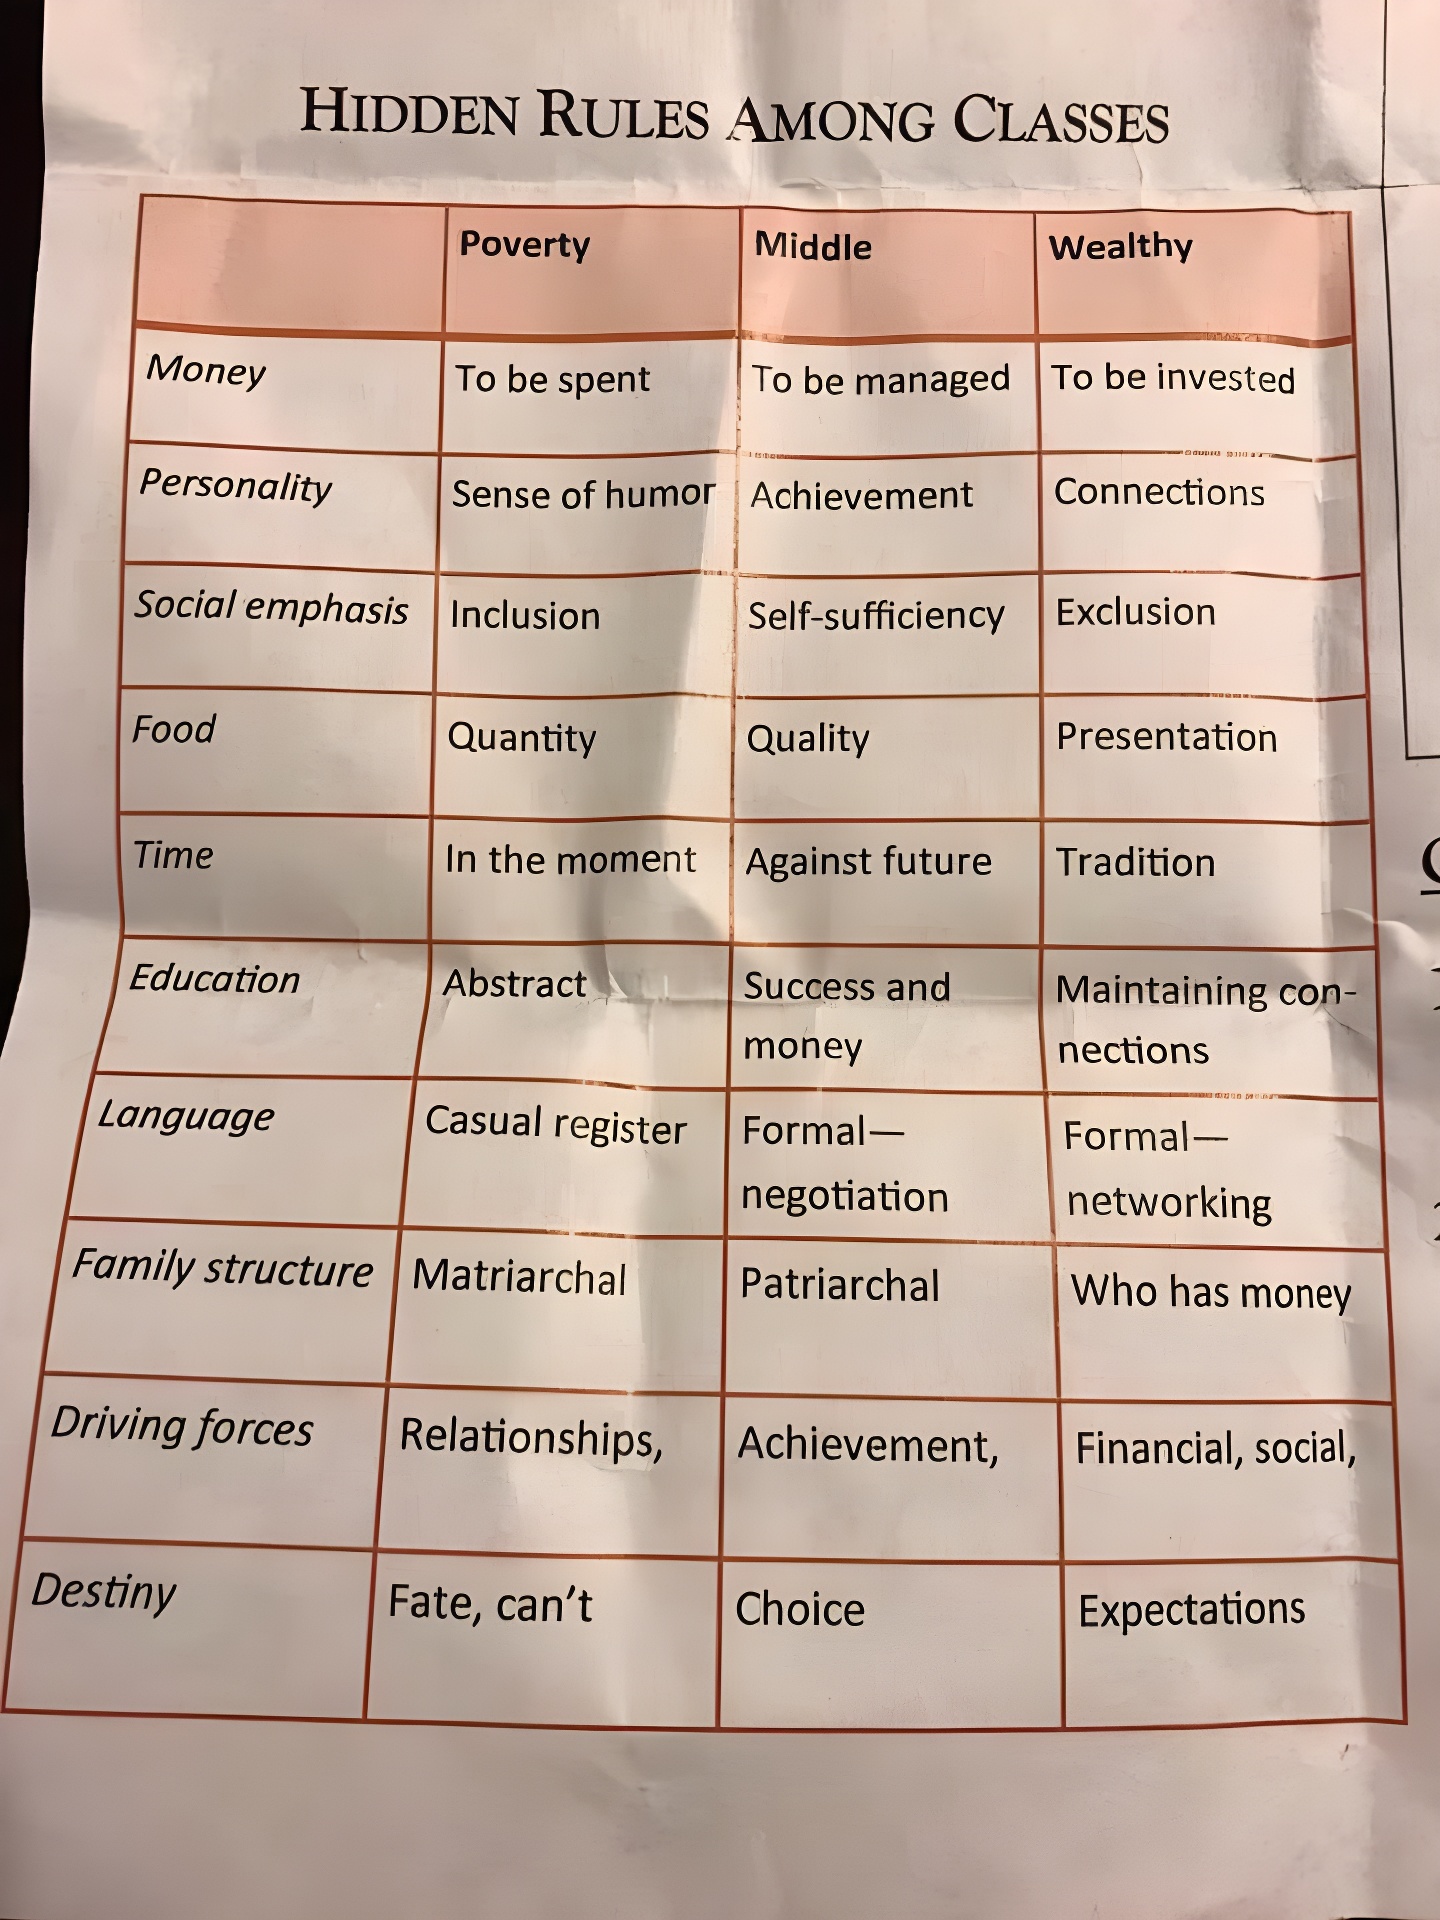 HIDDEN RULES AMONG CLASSES
Poverty Middle Wealthy
Money To be spent To be managed To be invested
Personality Sense of humor Achievement Connections
Social emphasis Inclusion Self-sufficiency Exclusion
Food Quantity Quality Presentation
Time In the moment Against future Tradition
Education Abstract Success and Maintaining con-
money nections
Language Casual register Formal— Formal—
negotiation networking
Family structure Matriarchal Patriarchal Who has money
Driving forces Relationships, Achievement, Financial, social,
Destiny Fate, can’t Choice Expectations